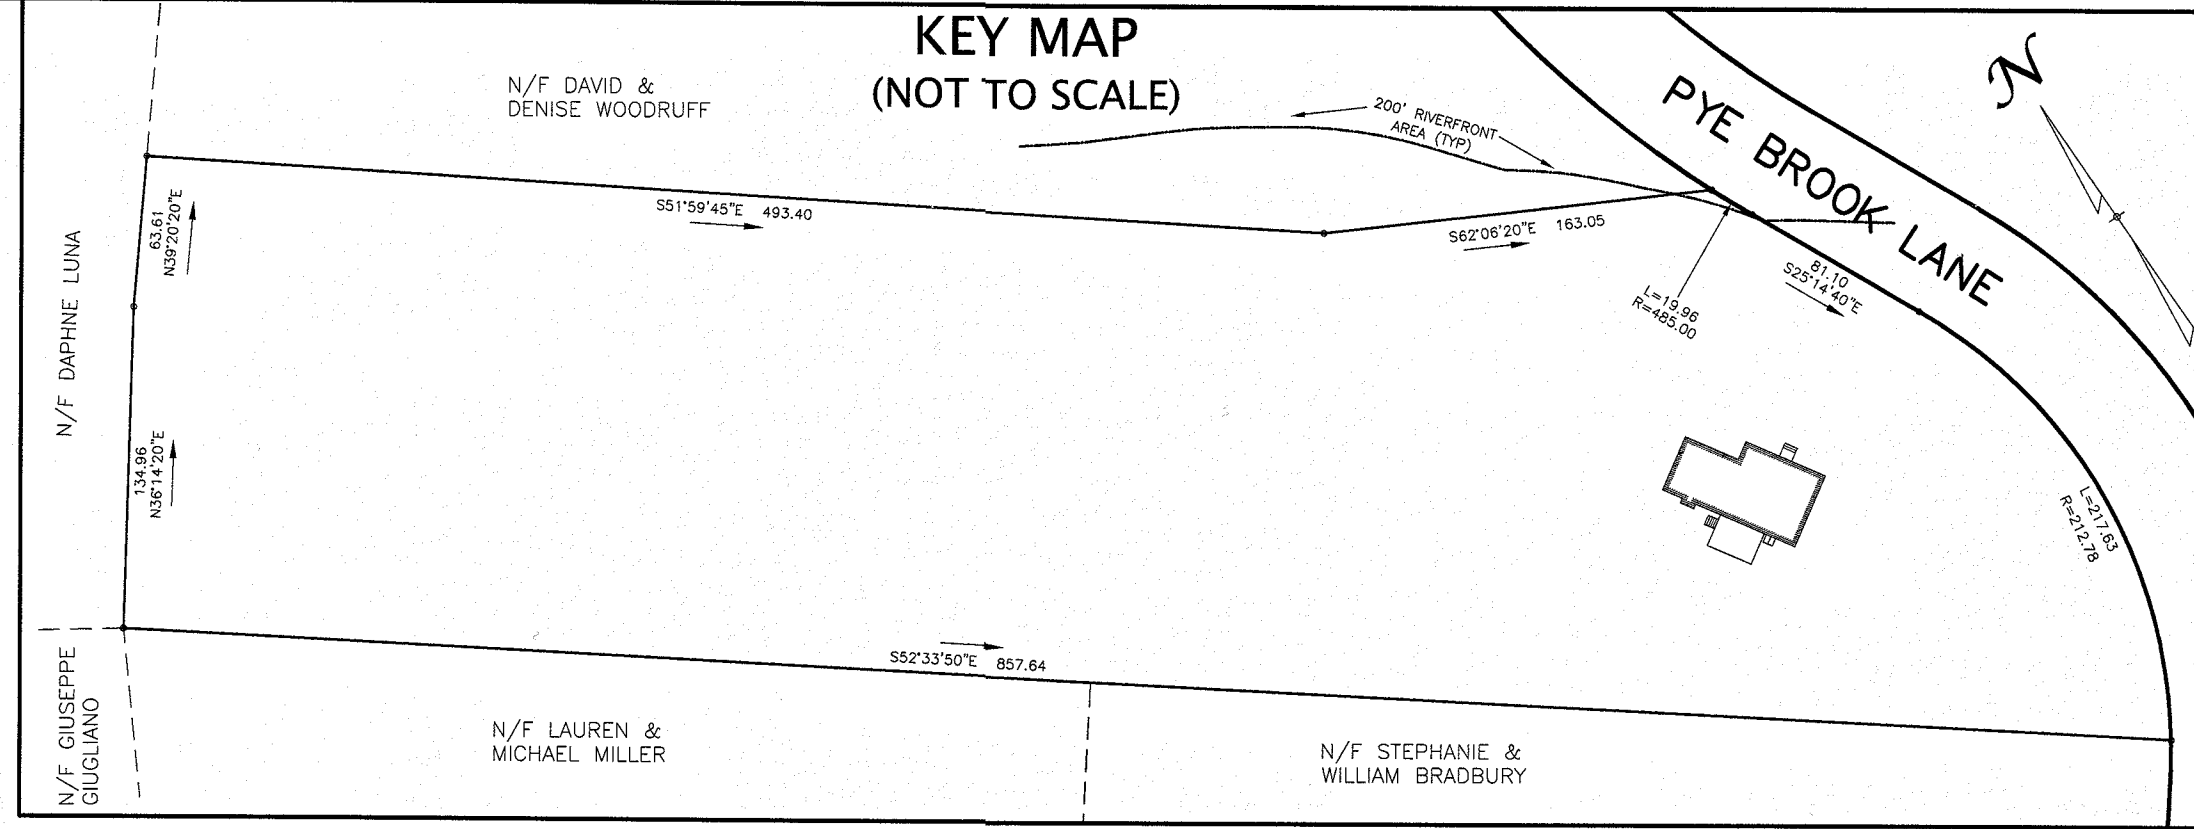 KEY MAP
(NOT TO SCALE)
N
N/F DAVID &
DENISE WOODRUFF
200' RIVERFRONT
AREA (TYP)
PYE BROOK LANE
63.61
N39°20'20"E
S51°59'45"E 493.40
S62°06'20"E 163.05
L=19.96
R=485.00
81.10
S25°14'40"E
N/F DAPHNE LUNA
134.96
N36°14'20"E
L=217.63
R=212.78
S52°33'50"E 857.64
N/F GIUSEPPE
GIUGLIANO
N/F LAUREN &
MICHAEL MILLER
N/F STEPHANIE &
WILLIAM BRADBURY